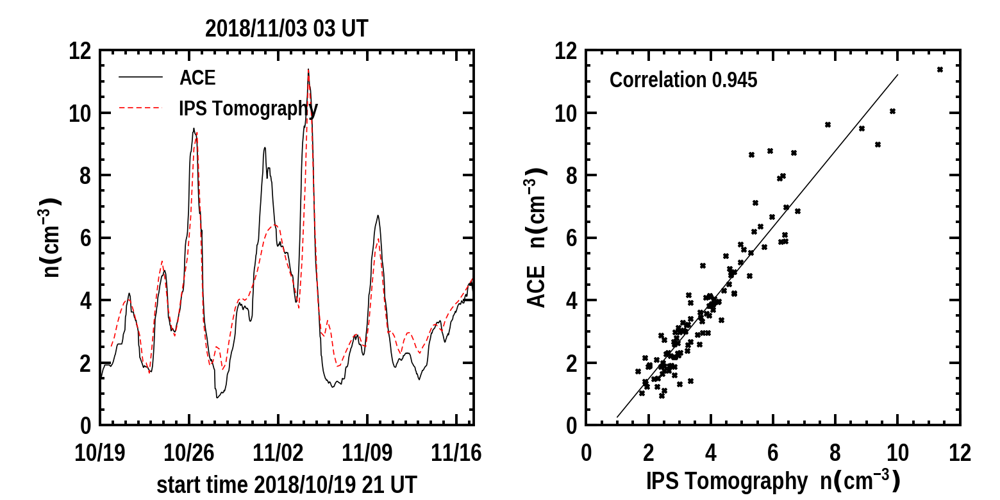 2018/11/03 03 UT
12
10
8
6
4
2
0
n(cm⁻³)
ACE
IPS Tomography
10/19 10/26 11/02 11/09 11/16
start time 2018/10/19 21 UT
12
10
8
6
4
2
0
ACE n(cm⁻³)
Correlation 0.945
0 2 4 6 8 10 12
IPS Tomography n(cm⁻³)